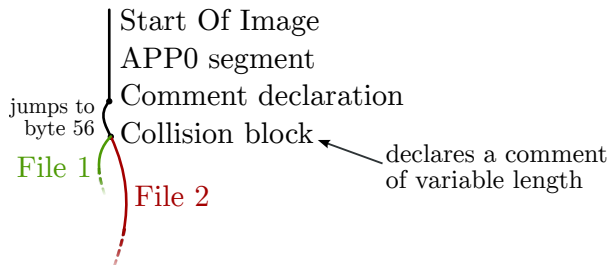 Start Of Image
APP0 segment
Comment declaration
jumps to
byte 56
Collision block
declares a comment
of variable length
File 1
File 2